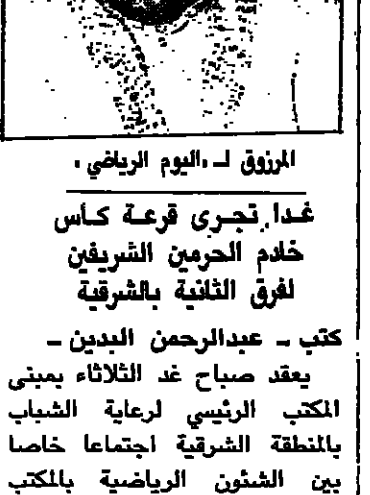 المرزوق لـ «اليوم الرياضي»
غدا تجرى قرعة كأس
خادم الحرمين الشريفين
لفرق الثانية بالشرقية
كتب ـ عبدالرحمن البدين ـ
يعقد صباح غد الثلاثاء بمبنى
المكتب الرئيسي لرعاية الشباب
بالمنطقة الشرقية اجتماعا خاصا
بين الشئون الرياضية بالمكتب